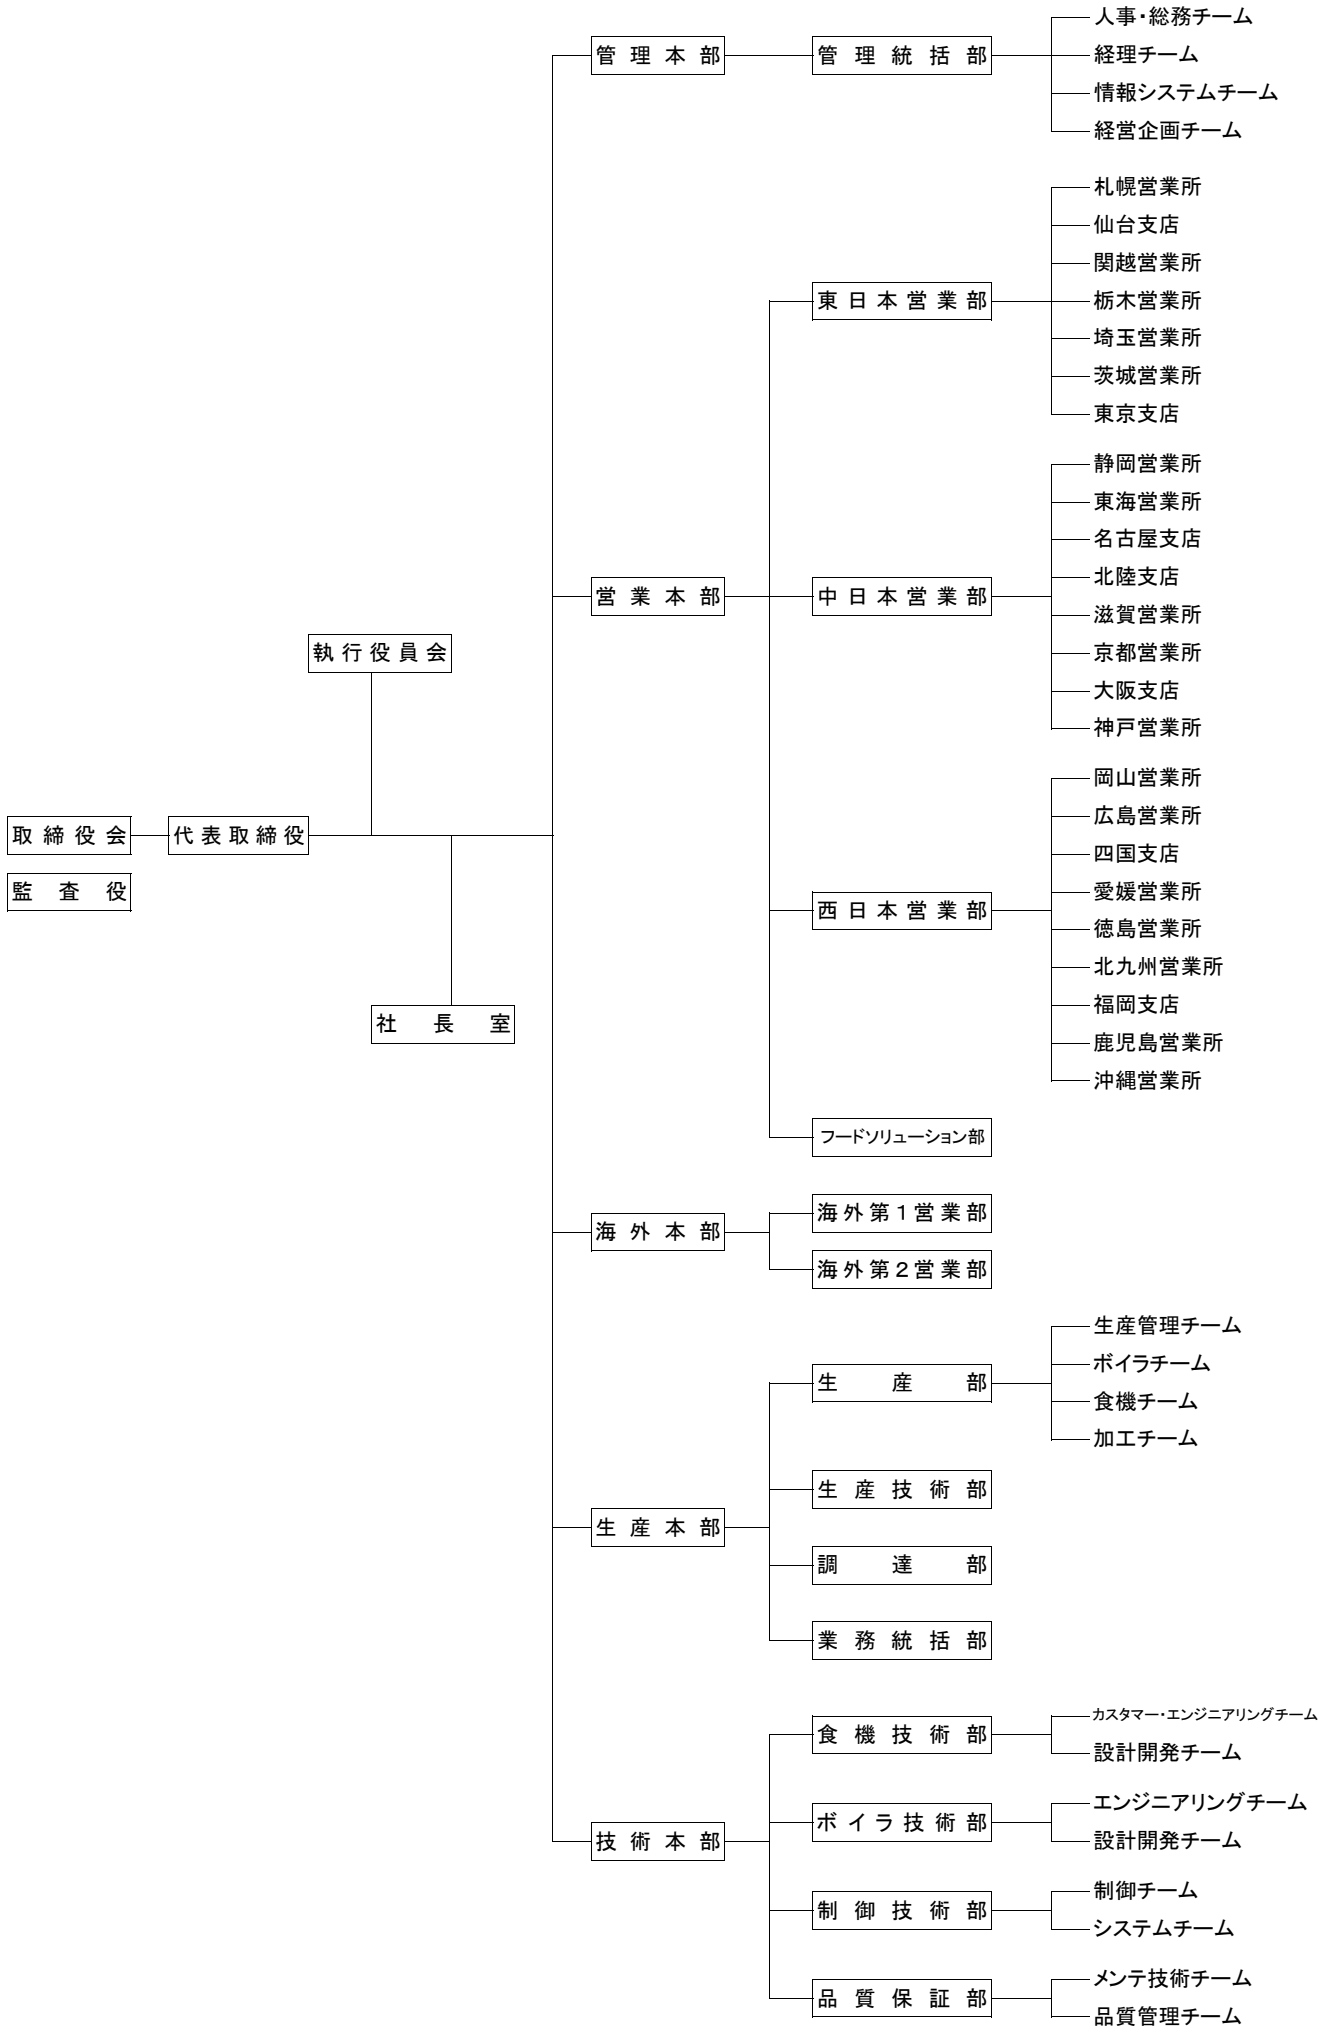 取締役会
監査役
代表取締役
執行役員会
社長室
管理本部
管理統括部
人事・総務チーム
経理チーム
情報システムチーム
経営企画チーム
営業本部
東日本営業部
札幌営業所
仙台支店
関越営業所
栃木営業所
埼玉営業所
茨城営業所
東京支店
中日本営業部
静岡営業所
東海営業所
名古屋支店
北陸支店
滋賀営業所
京都営業所
大阪支店
神戸営業所
西日本営業部
岡山営業所
広島営業所
四国支店
愛媛営業所
徳島営業所
北九州営業所
福岡支店
鹿児島営業所
沖縄営業所
フードソリューション部
海外本部
海外第1営業部
海外第2営業部
生産本部
生産部
生産管理チーム
ボイラチーム
食機チーム
加工チーム
生産技術部
調達部
業務統括部
技術本部
食機技術部
カスタマー・エンジニアリングチーム
設計開発チーム
ボイラ技術部
エンジニアリングチーム
設計開発チーム
制御技術部
制御チーム
システムチーム
品質保証部
メンテ技術チーム
品質管理チーム